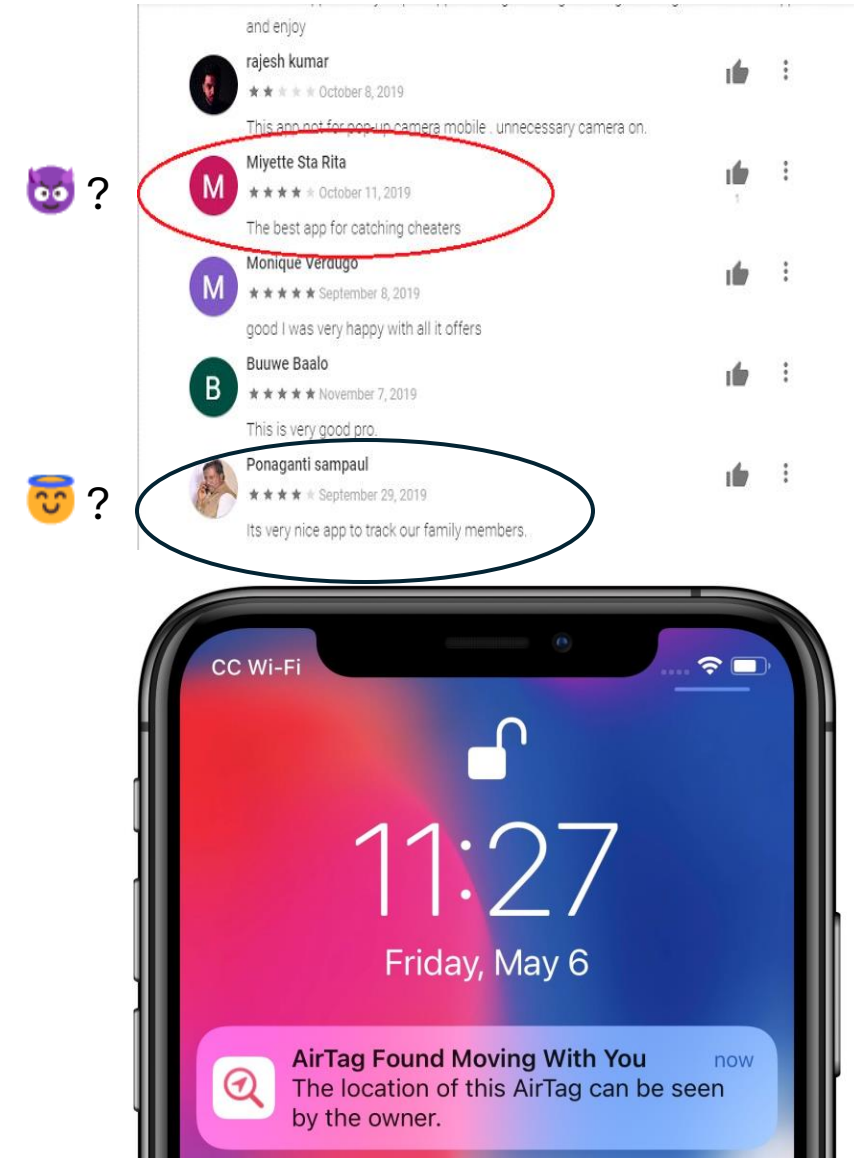 and enjoy
rajesh kumar
October 8, 2019
This app not for pop-up camera mobile . unnecessary camera on.
?
Miyette Sta Rita
M
October 11, 2019
1
The best app for catching cheaters
Monique Verdugo
M
September 8, 2019
good I was very happy with all it offers
Buuwe Baalo
B
November 7, 2019
This is very good pro.
?
Ponaganti sampaul
September 29, 2019
Its very nice app to track our family members.
CC Wi-Fi
11:27
Friday, May 6
AirTag Found Moving With You now
The location of this AirTag can be seen
by the owner.